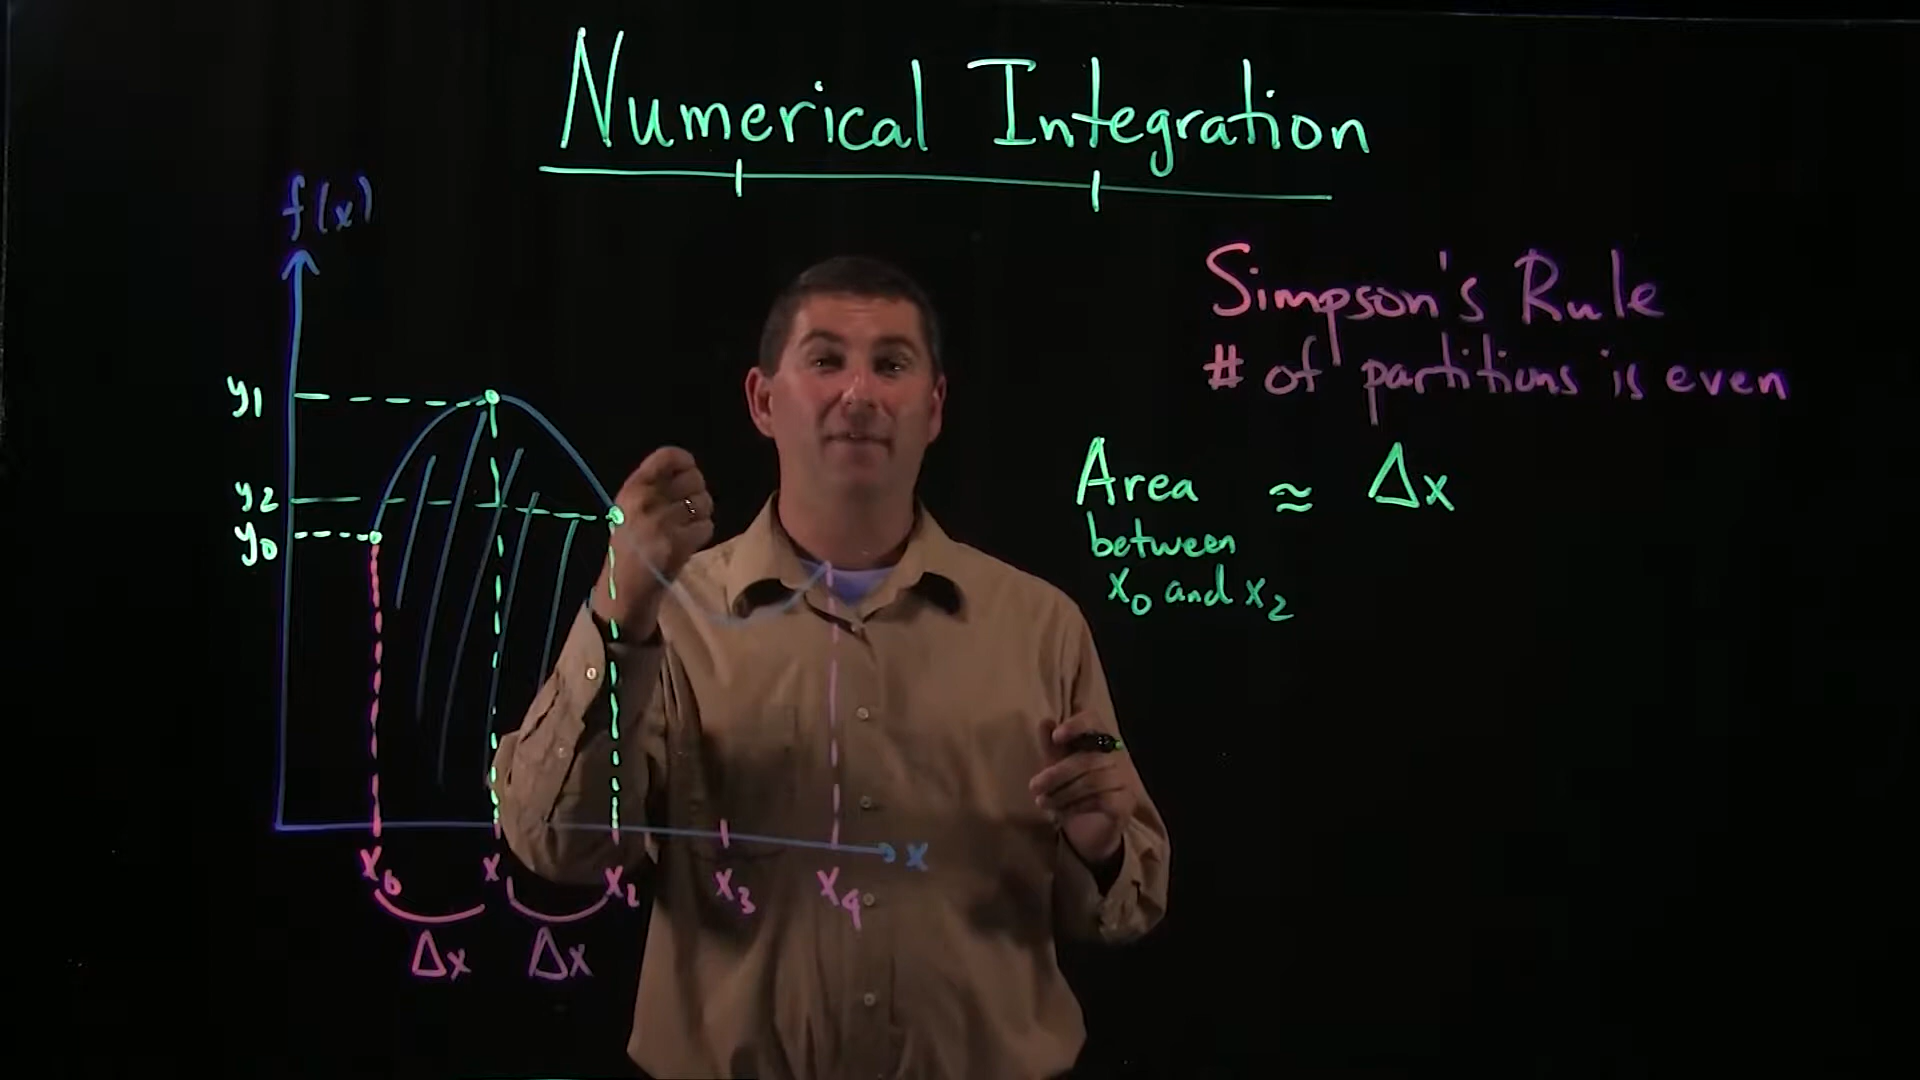 Numerical Integration
f(x)
Simpson's Rule
# of partitions is even
y1
y2
y0
Area ≈ Δx
between
x0 and x2
x
x0 x x2 x3 x4
Δx Δx